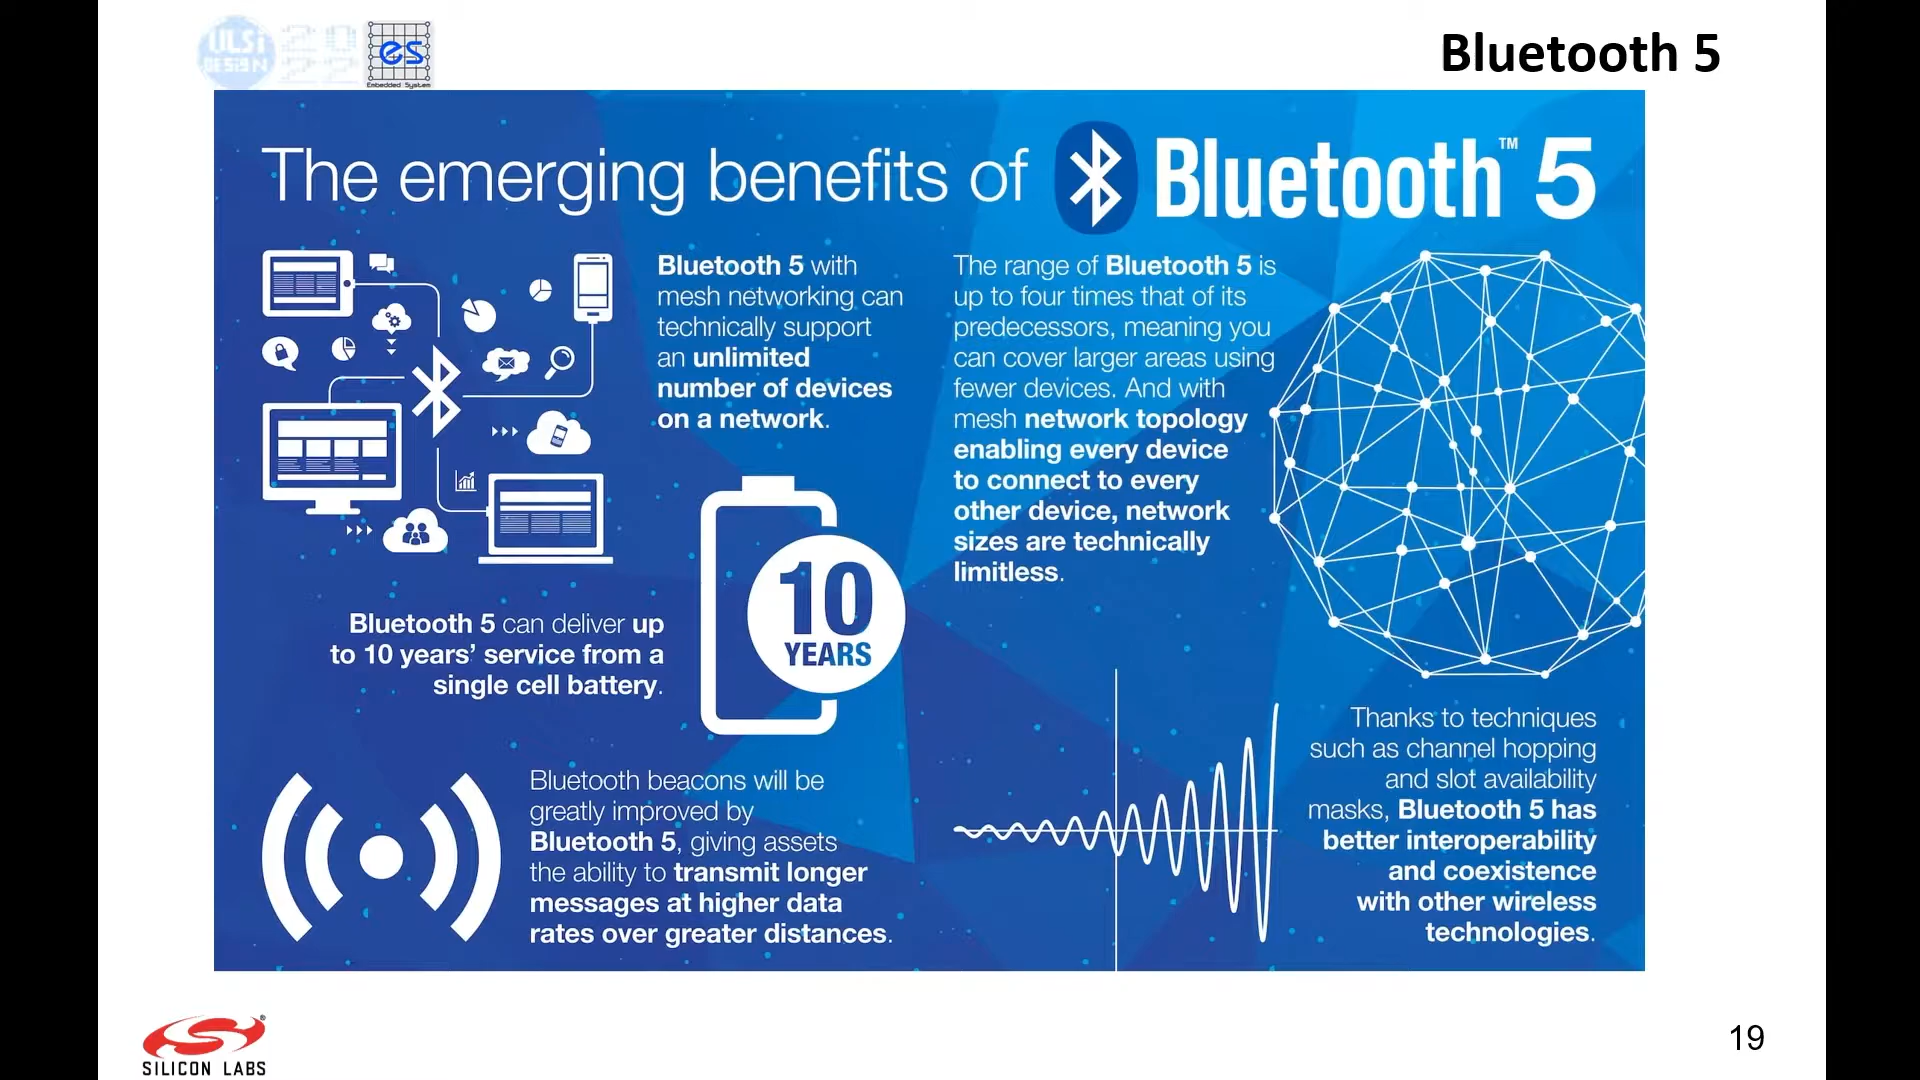 VLSi
DESiGN
es
Embedded System
Bluetooth 5
The emerging benefits of Bluetooth™ 5
Bluetooth 5 with
mesh networking can
technically support
an unlimited
number of devices
on a network.
The range of Bluetooth 5 is
up to four times that of its
predecessors, meaning you
can cover larger areas using
fewer devices. And with
mesh network topology
enabling every device
to connect to every
other device, network
sizes are technically
limitless.
Bluetooth 5 can deliver up
to 10 years’ service from a
single cell battery.
10
YEARS
Bluetooth beacons will be
greatly improved by
Bluetooth 5, giving assets
the ability to transmit longer
messages at higher data
rates over greater distances.
Thanks to techniques
such as channel hopping
and slot availability
masks, Bluetooth 5 has
better interoperability
and coexistence
with other wireless
technologies.
SILICON LABS
19